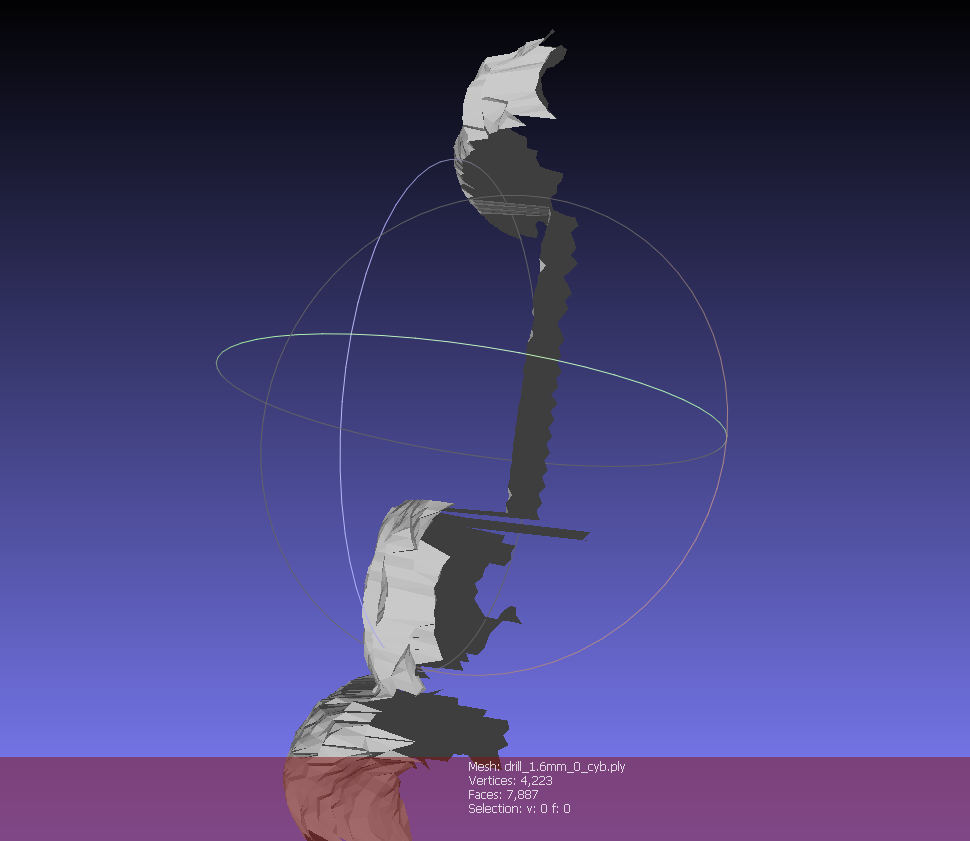 Mesh: drill_1.6mm_0_cyb.ply
Vertices: 4,223
Faces: 7,887
Selection: v: 0 f: 0